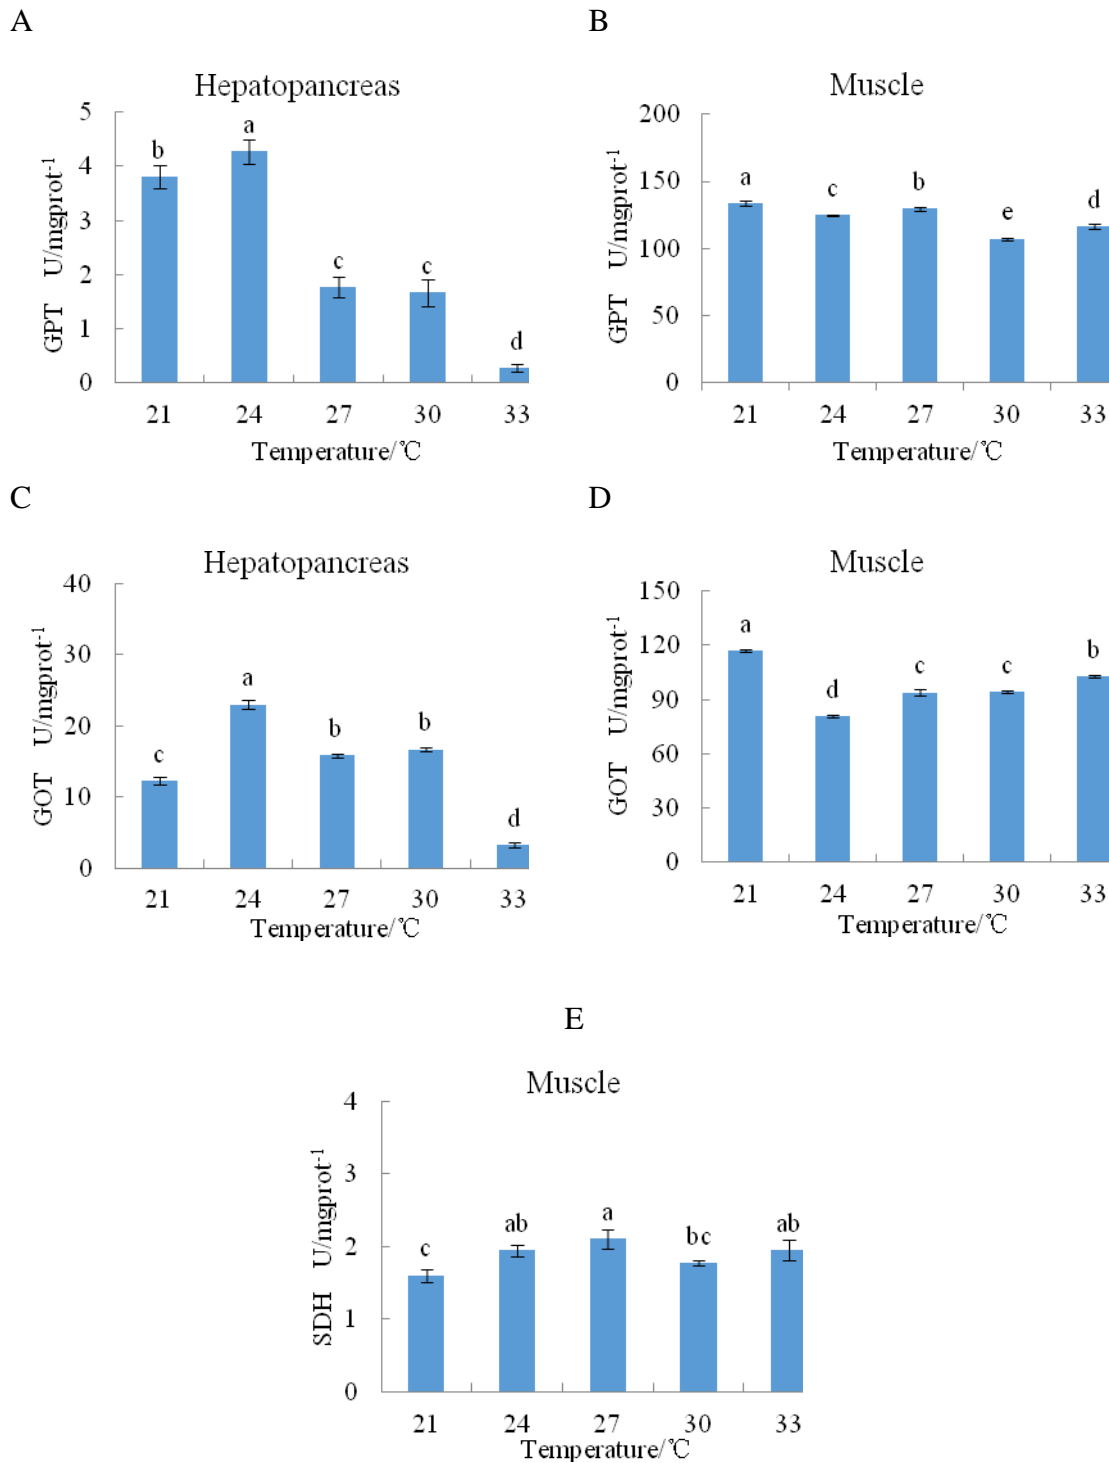 A
Hepatopancreas
GPT U/mgprot⁻¹
5
4
3
2
1
0
b
a
c
c
d
21 24 27 30 33
Temperature/℃
B
Muscle
GPT U/mgprot⁻¹
200
150
100
50
0
a
c
b
e
d
21 24 27 30 33
Temperature/℃
C
Hepatopancreas
GOT U/mgprot⁻¹
40
30
20
10
0
c
a
b
b
d
21 24 27 30 33
Temperature/℃
D
Muscle
GOT U/mgprot⁻¹
150
120
90
60
30
0
a
d
c
c
b
21 24 27 30 33
Temperature/℃
E
Muscle
SDH U/mgprot⁻¹
4
3
2
1
0
c
ab
a
bc
ab
21 24 27 30 33
Temperature/℃